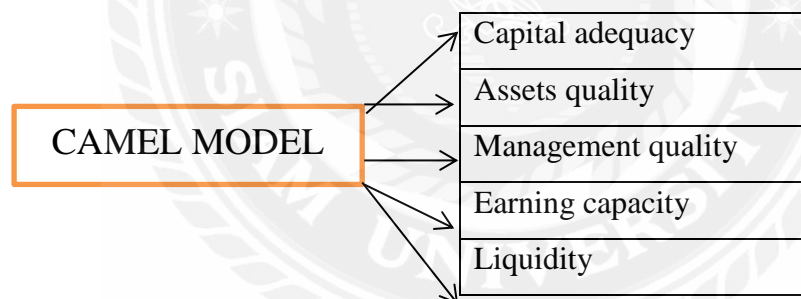 Capital adequacy
Assets quality
CAMEL MODEL
Management quality
Earning capacity
Liquidity